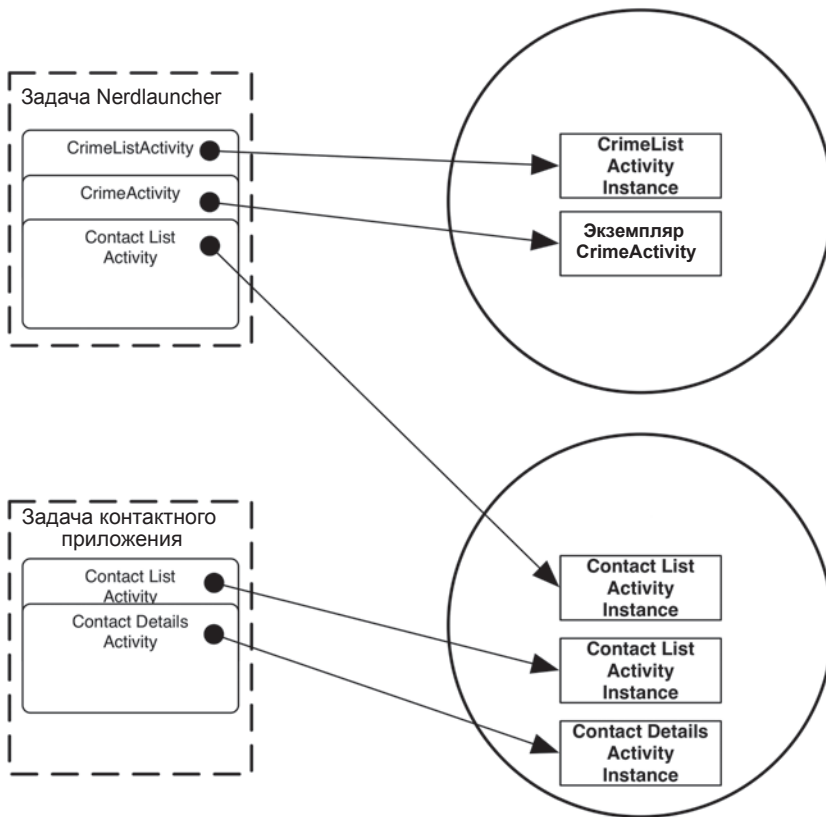 Задача Nerdlauncher
CrimeListActivity
CrimeActivity
Contact List
Activity
CrimeList
Activity
Instance
Экземпляр
CrimeActivity
Задача контактного
приложения
Contact List
Activity
Contact Details
Activity
Contact List
Activity
Instance
Contact List
Activity
Instance
Contact Details
Activity
Instance